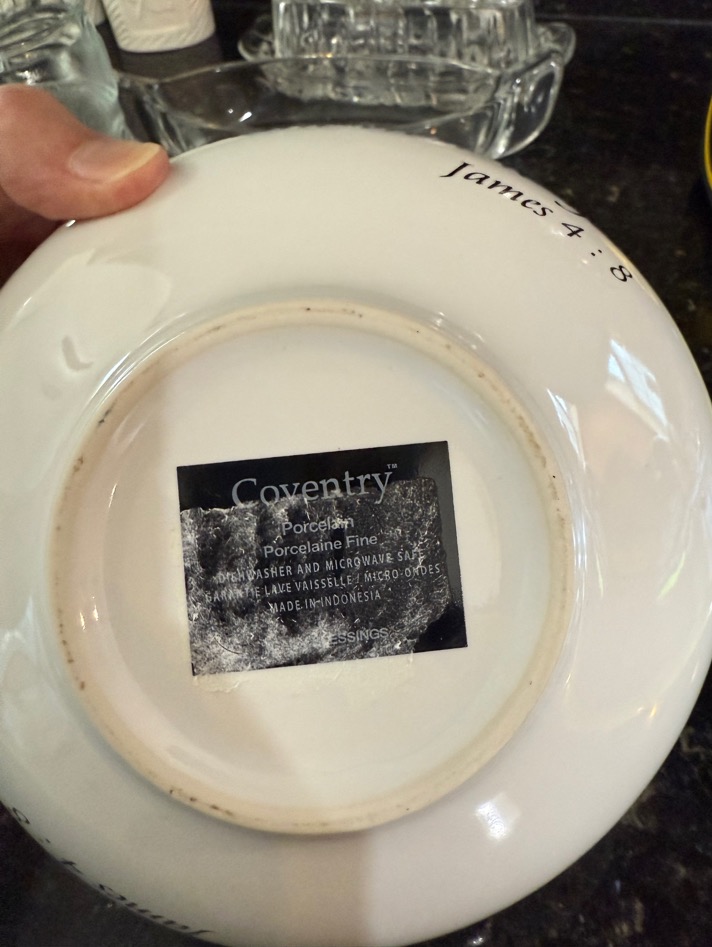 James 4 : 8
Coventry™
Porcelain
Porcelaine Fine
DISHWASHER AND MICROWAVE SAFE
GARANTIE LAVE VAISSELLE / MICRO-ONDES
MADE IN INDONESIA